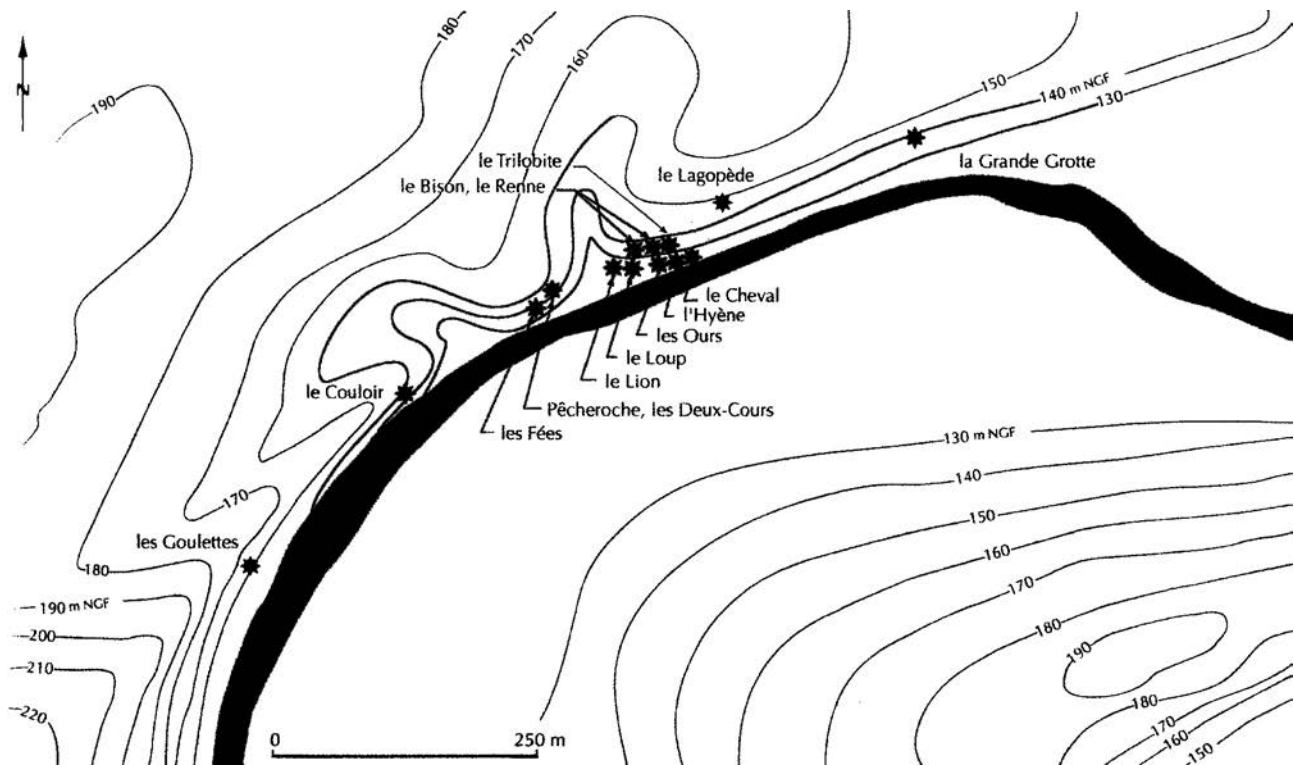 180
170
160
190
150
140 m NGF
130
N
le Trilobite
la Grande Grotte
le Bison, le Renne
le Lagopède
le Cheval
l'Hyène
les Ours
le Loup
le Couloir
le Lion
Pêcheroche, les Deux-Cours
les Fées
130 m NGF
140
170
150
les Goulettes
160
180
170
190 m NGF
180
200
190
210
180
220
170
0
250 m
160
150